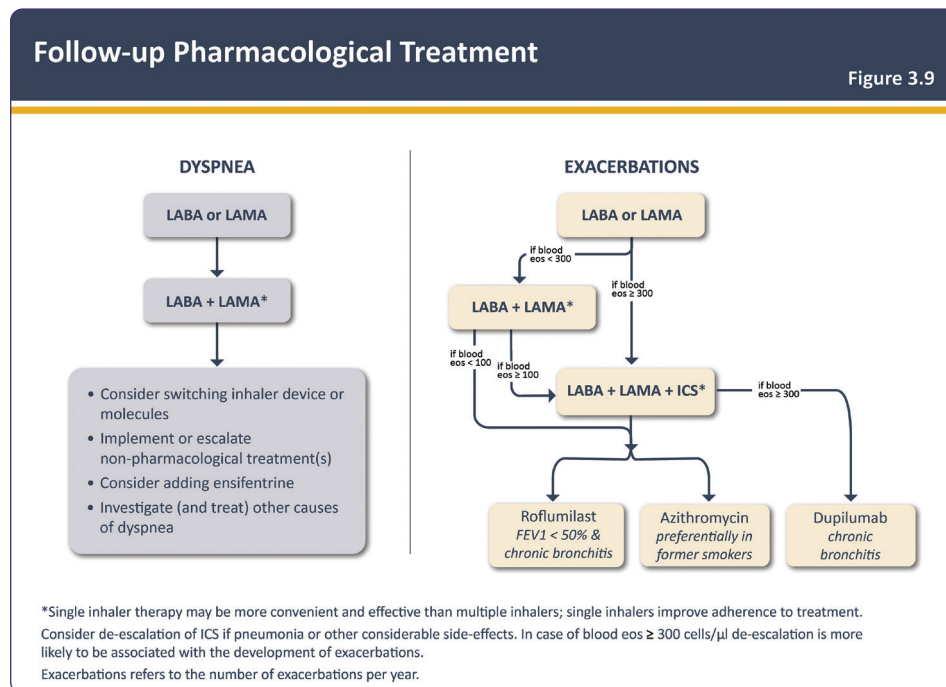 Follow-up Pharmacological Treatment
Figure 3.9
DYSPNEA
LABA or LAMA
LABA + LAMA*
• Consider switching inhaler device or
molecules
• Implement or escalate
non-pharmacological treatment(s)
• Consider adding ensifentrine
• Investigate (and treat) other causes
of dyspnea
EXACERBATIONS
LABA or LAMA
if blood
eos < 300
if blood
eos ≥ 300
LABA + LAMA*
if blood
eos < 100
if blood
eos ≥ 100
LABA + LAMA + ICS*
if blood
eos ≥ 300
Roflumilast
FEV1 < 50% &
chronic bronchitis
Azithromycin
preferentially in
former smokers
Dupilumab
chronic
bronchitis
*Single inhaler therapy may be more convenient and effective than multiple inhalers; single inhalers improve adherence to treatment.
Consider de-escalation of ICS if pneumonia or other considerable side-effects. In case of blood eos ≥ 300 cells/µl de-escalation is more
likely to be associated with the development of exacerbations.
Exacerbations refers to the number of exacerbations per year.